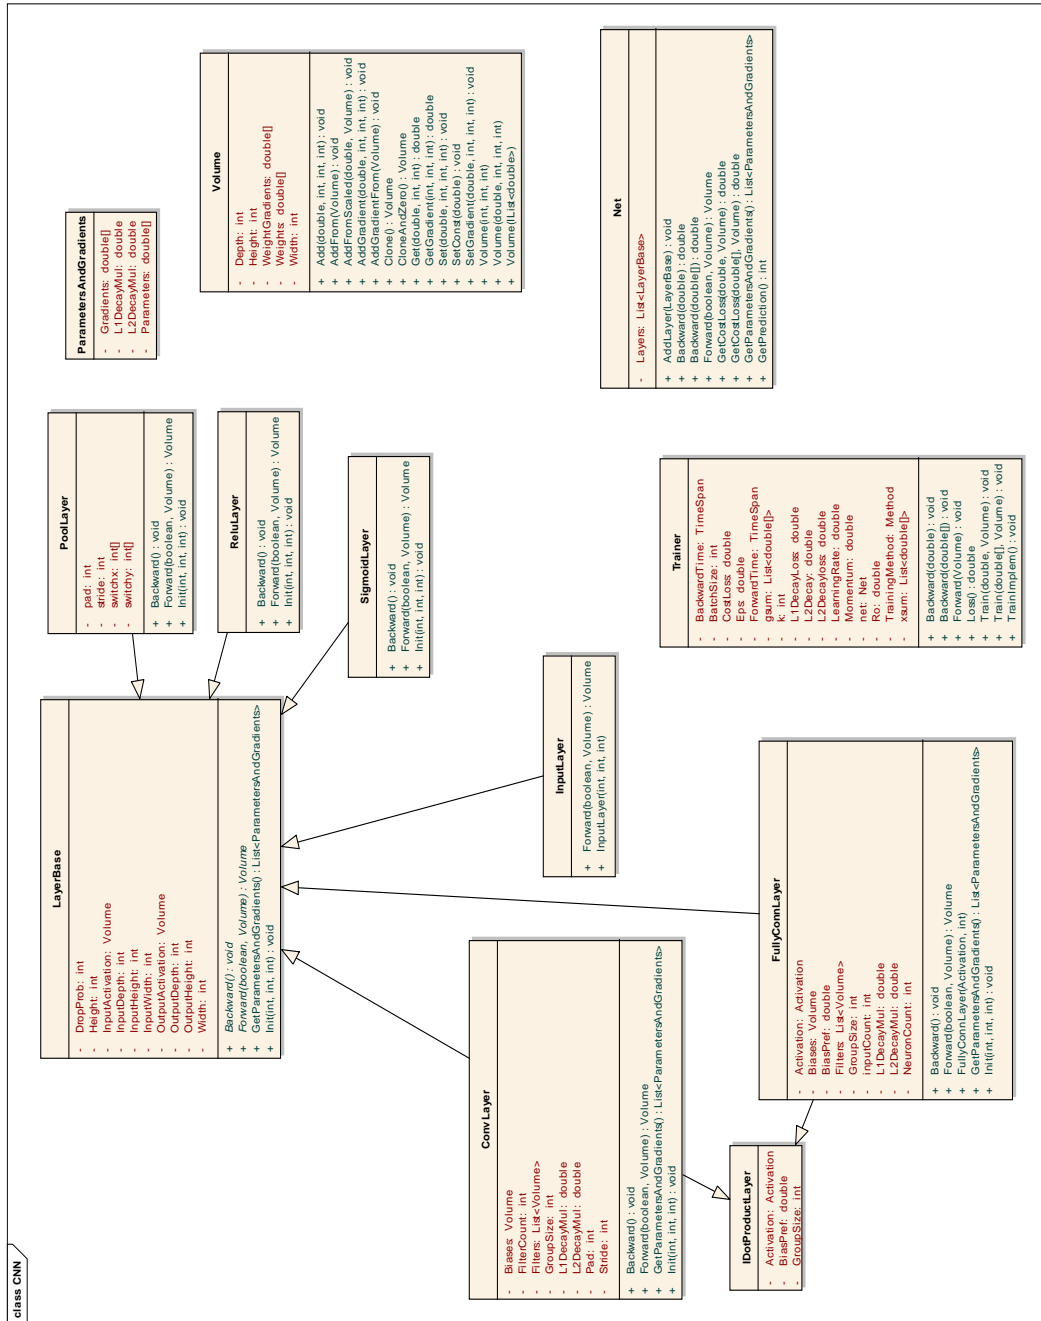 class CNN
LayerBase
- DropProb: int
- Height: int
- InputActivation: Volume
- InputDepth: int
- InputHeight: int
- InputWidth: int
- OutputActivation: Volume
- OutputDepth: int
- OutputHeight: int
- Width: int
+ Backward() : void
+ Forward(boolean, Volume) : Volume
+ GetParametersAndGradients() : List<ParametersAndGradients>
+ Init(int, int, int) : void
PoolLayer
- pad: int
- stride: int
- switchx: int[]
- switchy: int[]
+ Backward() : void
+ Forward(boolean, Volume) : Volume
+ Init(int, int, int) : void
ParametersAndGradients
- Gradients: double[]
- L1DecayMul: double
- L2DecayMul: double
- Parameters: double[]
ReluLayer
+ Backward() : void
+ Forward(boolean, Volume) : Volume
+ Init(int, int, int) : void
Volume
- Depth: int
- Height: int
- WeightGradients: double[]
- Weights: double[]
- Width: int
+ Add(double, int, int, int) : void
+ AddFrom(Volume) : void
+ AddFromScaled(double, Volume) : void
+ AddGradient(double, int, int, int) : void
+ AddGradientFrom(Volume) : void
+ Clone() : Volume
+ CloneAndZero() : Volume
+ Get(double, int, int) : double
+ GetGradient(int, int, int) : double
+ Set(double, int, int, int) : void
+ SetConst(double) : void
+ SetGradient(double, int, int, int) : void
+ Volume(int, int, int)
+ Volume(double, int, int, int)
+ Volume(IList<double>)
SigmoidLayer
+ Backward() : void
+ Forward(boolean, Volume) : Volume
+ Init(int, int, int) : void
InputLayer
+ Forward(boolean, Volume) : Volume
+ InputLayer(int, int, int)
ConvLayer
- Biases: Volume
- FilterCount: int
- Filters: List<Volume>
- GroupSize: int
- L1DecayMul: double
- L2DecayMul: double
- Pad: int
- Stride: int
+ Backward() : void
+ Forward(boolean, Volume) : Volume
+ GetParametersAndGradients() : List<ParametersAndGradients>
+ Init(int, int, int) : void
FullyConnLayer
- Activation: Activation
- Biases: Volume
- BiasPref: double
- Filters: List<Volume>
- GroupSize: int
- inputCount: int
- L1DecayMul: double
- L2DecayMul: double
- NeuronCount: int
+ Backward() : void
+ Forward(boolean, Volume) : Volume
+ FullyConnLayer(Activation, int)
+ GetParametersAndGradients() : List<ParametersAndGradients>
+ Init(int, int, int) : void
IDotProductLayer
- Activation: Activation
- BiasPref: double
- GroupSize: int
Trainer
- BackwardTime: TimeSpan
- BatchSize: int
- CostLoss: double
- Eps: double
- ForwardTime: TimeSpan
- gsum: List<double[]>
- k: int
- L1DecayLoss: double
- L2Decay: double
- L2Decayloss: double
- LearningRate: double
- Momentum: double
- net: Net
- Ro: double
- TrainingMethod: Method
- xsum: List<double[]>
+ Backward(double) : void
+ Backward(double[]) : void
+ Forward(Volume) : void
+ Loss() : double
+ Train(double, Volume) : void
+ Train(double[], Volume) : void
+ TrainImplem() : void
Net
- Layers: List<LayerBase>
+ AddLayer(LayerBase) : void
+ Backward(double) : double
+ Backward(double[]) : double
+ Forward(boolean, Volume) : Volume
+ GetCostLoss(double, Volume) : double
+ GetCostLoss(double[], Volume) : double
+ GetParametersAndGradients() : List<ParametersAndGradients>
+ GetPrediction() : int